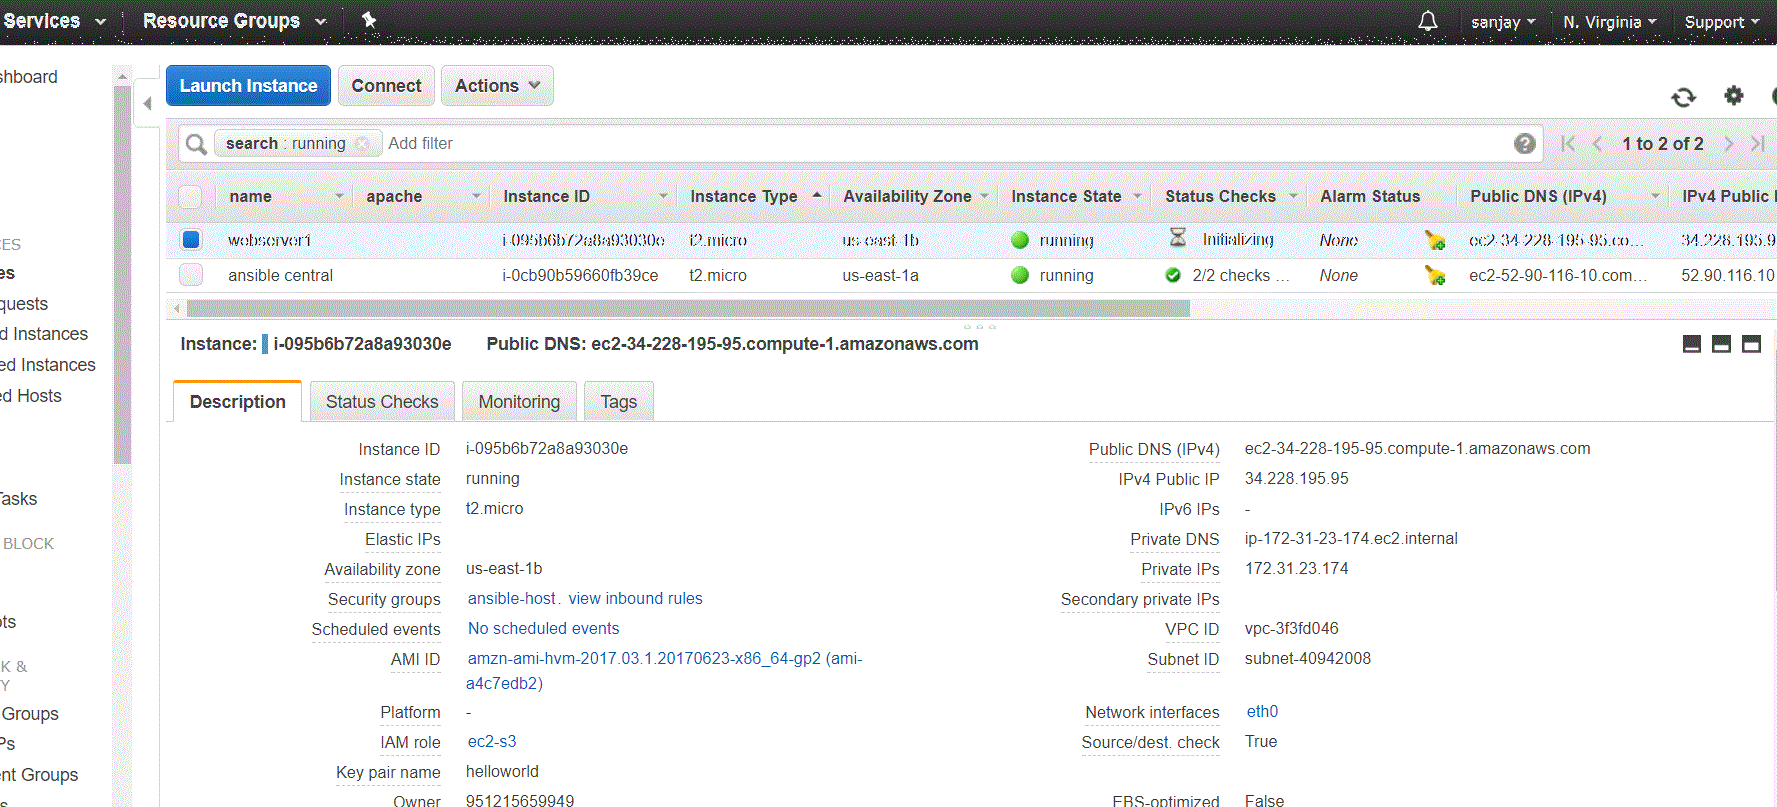 Services Resource Groups sanjay N. Virginia Support
shboard
Launch Instance Connect Actions
search : running Add filter 1 to 2 of 2
name apache Instance ID Instance Type Availability Zone Instance State Status Checks Alarm Status Public DNS (IPv4) IPv4 Public I
webserver1 i-095b6b72a8a93030e t2.micro us-east-1b running Initializing None ec2-34-228-195-95.co... 34.228.195.9
ansible central i-0cb90b59660fb39ce t2.micro us-east-1a running 2/2 checks ... None ec2-52-90-116-10.com... 52.90.116.10
CES
es
quests
d Instances
ed Instances
ed Hosts
Tasks
BLOCK
ots
K &
Y
Groups
Ps
ent Groups
Instance: i-095b6b72a8a93030e Public DNS: ec2-34-228-195-95.compute-1.amazonaws.com
Description Status Checks Monitoring Tags
Instance ID i-095b6b72a8a93030e Public DNS (IPv4) ec2-34-228-195-95.compute-1.amazonaws.com
Instance state running IPv4 Public IP 34.228.195.95
Instance type t2.micro IPv6 IPs -
Elastic IPs Private DNS ip-172-31-23-174.ec2.internal
Availability zone us-east-1b Private IPs 172.31.23.174
Security groups ansible-host. view inbound rules Secondary private IPs
Scheduled events No scheduled events VPC ID vpc-3f3fd046
AMI ID amzn-ami-hvm-2017.03.1.20170623-x86_64-gp2 (ami- Subnet ID subnet-40942008
a4c7edb2)
Platform - Network interfaces eth0
IAM role ec2-s3 Source/dest. check True
Key pair name helloworld
Owner 951215659949 EBS-optimized False